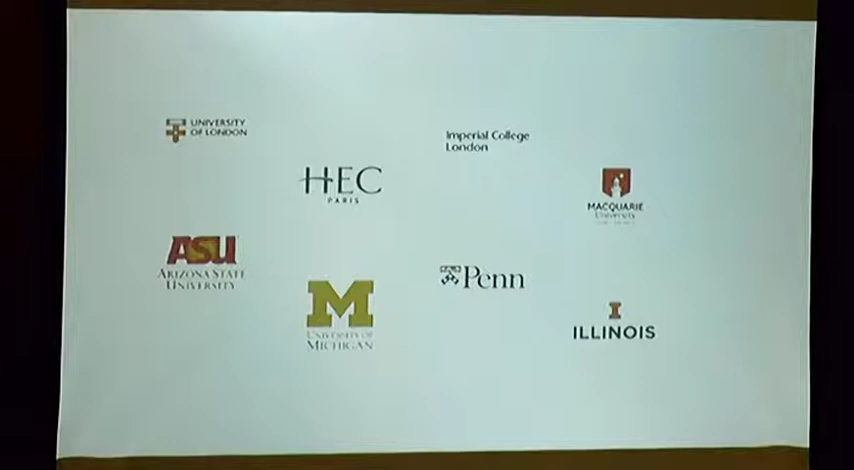 UNIVERSITY
OF LONDON
Imperial College
London
HEC
PARIS
MACQUARIE
University
ASU
ARIZONA STATE
UNIVERSITY
Penn
M
UNIVERSITY OF
MICHIGAN
I
ILLINOIS